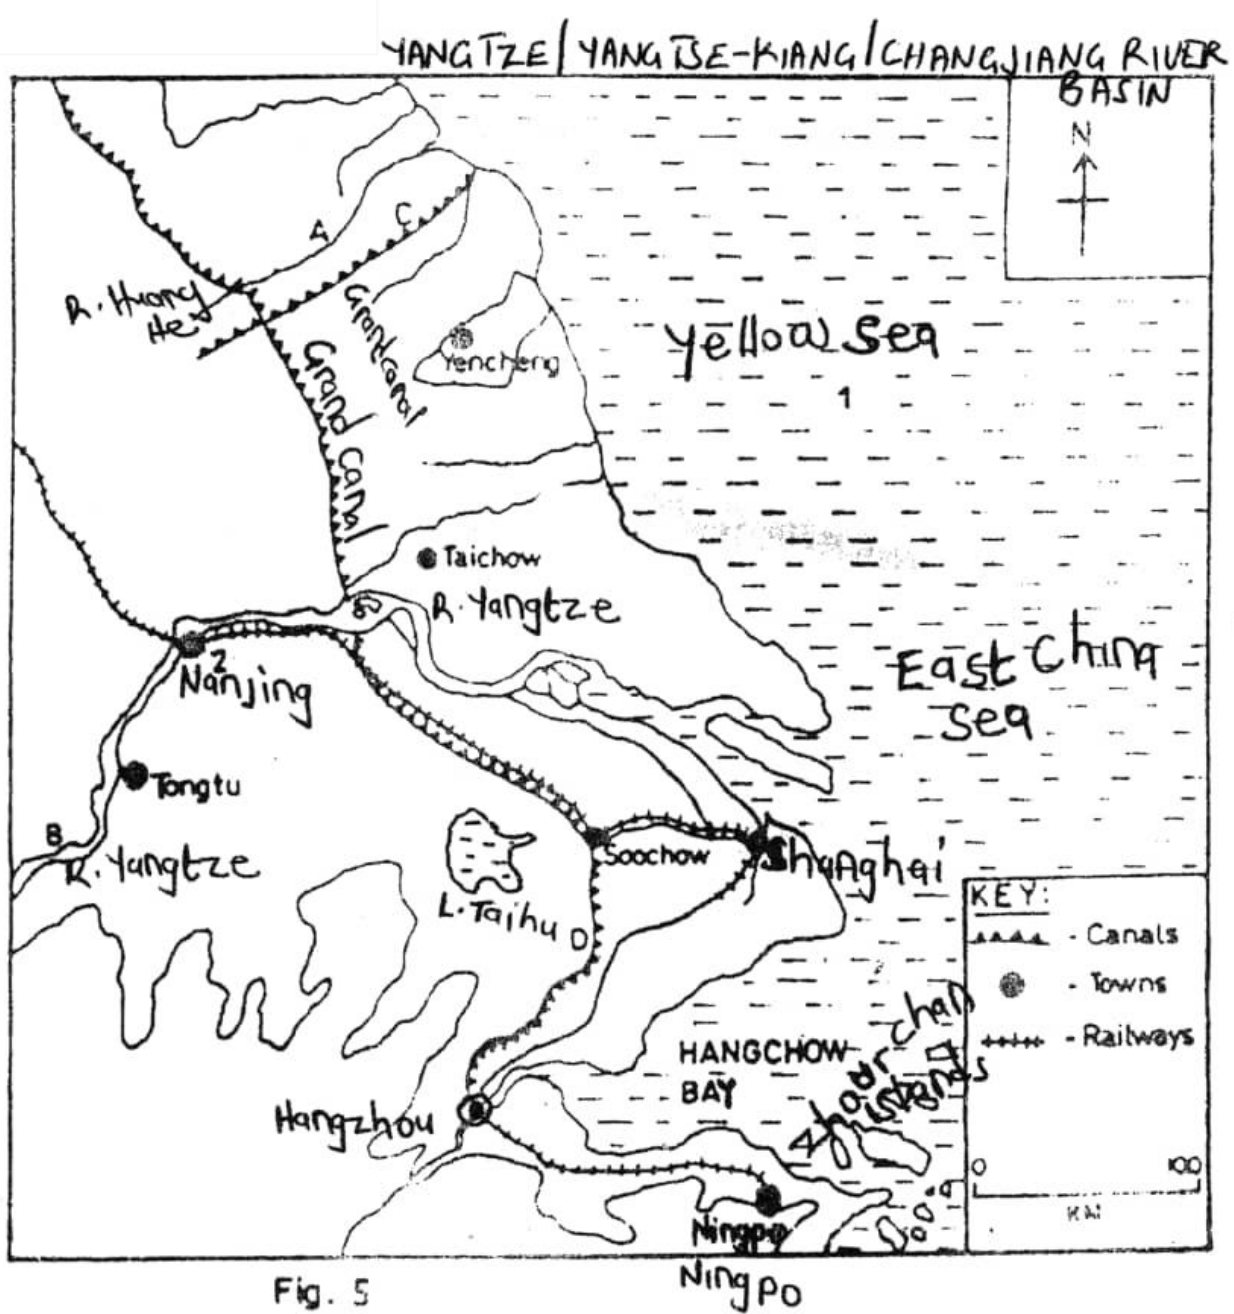 YANGTZE/YANGTSE-KIANG/CHANGJIANG RIVER
BASIN
N
A
C
R. Huang
He
Grand Canal
Grand Canal
Yencheng
Yellow Sea
1
Taichow
R. Yangtze
East China
Sea
2
Nanjing
Tongtu
B
R. Yangtze
Soochow
Shanghai
L. Taihu
D
KEY:
- Canals
- Towns
- Railways
HANGCHOW
BAY
chan
islands
Hangzhou
0 100
KM
Ningpo
Ningpo
Fig. 5